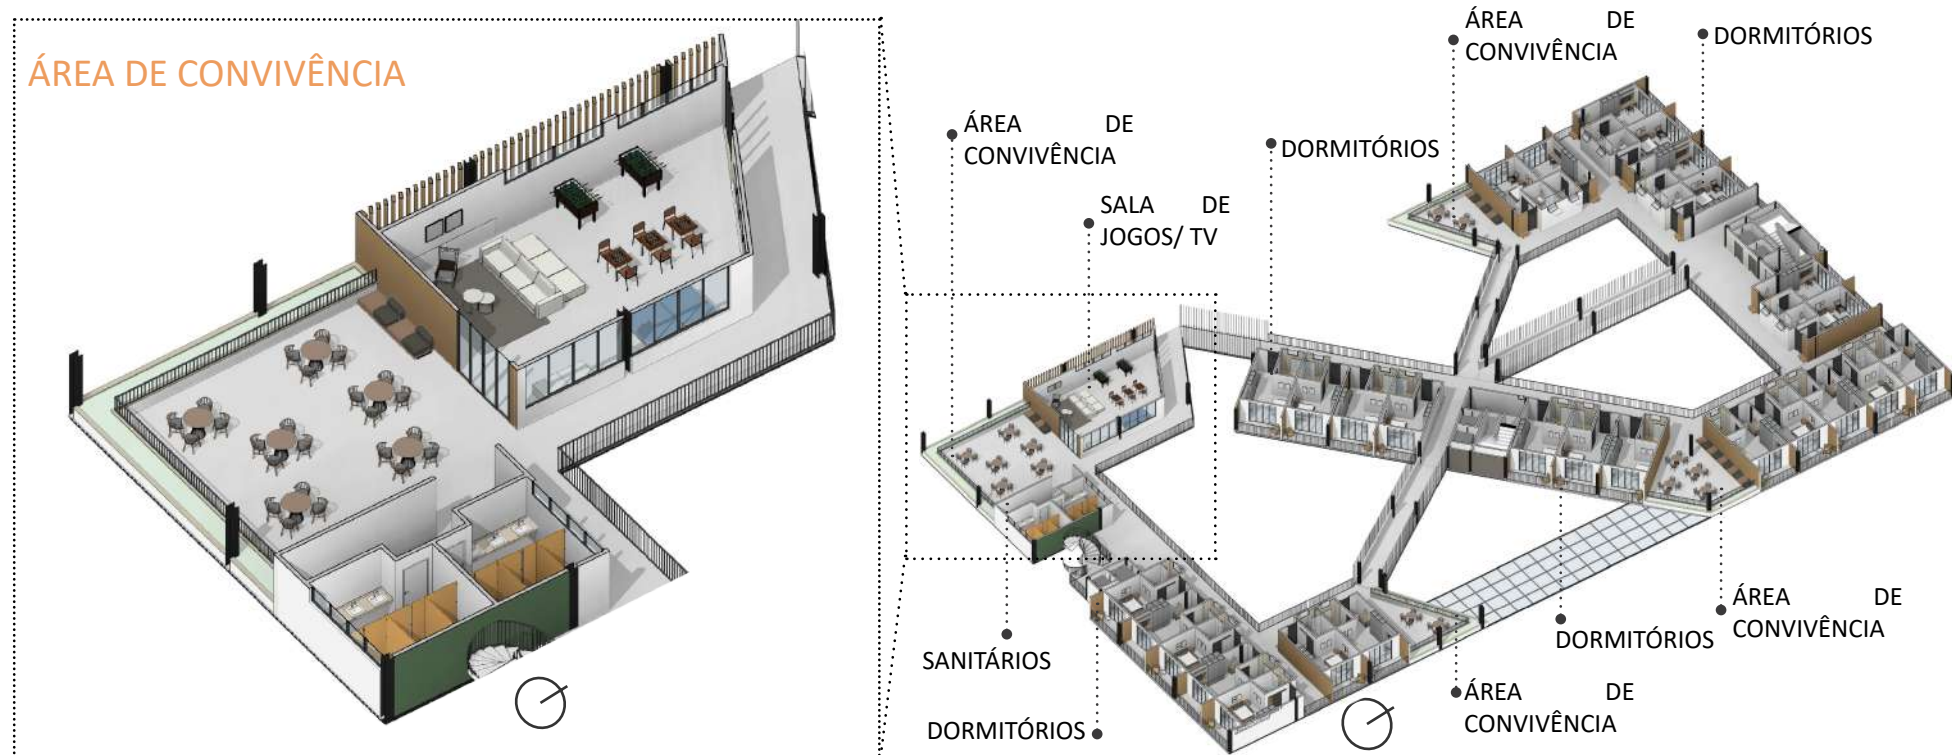 ÁREA DE CONVIVÊNCIA
ÁREA DE
CONVIVÊNCIA
SALA DE
JOGOS/ TV
DORMITÓRIOS
ÁREA DE
CONVIVÊNCIA
DORMITÓRIOS
SANITÁRIOS
DORMITÓRIOS
ÁREA DE
CONVIVÊNCIA
DORMITÓRIOS
ÁREA DE
CONVIVÊNCIA